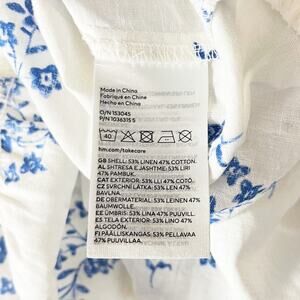 Made in China
Fabriqué en Chine
Hecho en China
O/N 153045
P/N 1036315
40
hm.com/takecare
GB SHELL: 53% LINEN 47% COTTON.
AL SHTRESA E JASHTME: 53% LIRI
47% PAMBUK.
CAT EXTERIOR: 53% LLI 47% COTÓ.
CZ SVRCHNÍ LÁTKA: 53% LEN 47%
BAVLNA.
DE OBERMATERIAL: 53% LEINEN
47% BAUMWOLLE.
EE ÜMBRIS: 53% LINA 47% PUUVILL.
ES TELA EXTERIOR: 53% LINO 47%
ALGODÓN.
FI PÄÄLLISKANGAS: 53% PELLAVAA
47% PUUVILLAA.